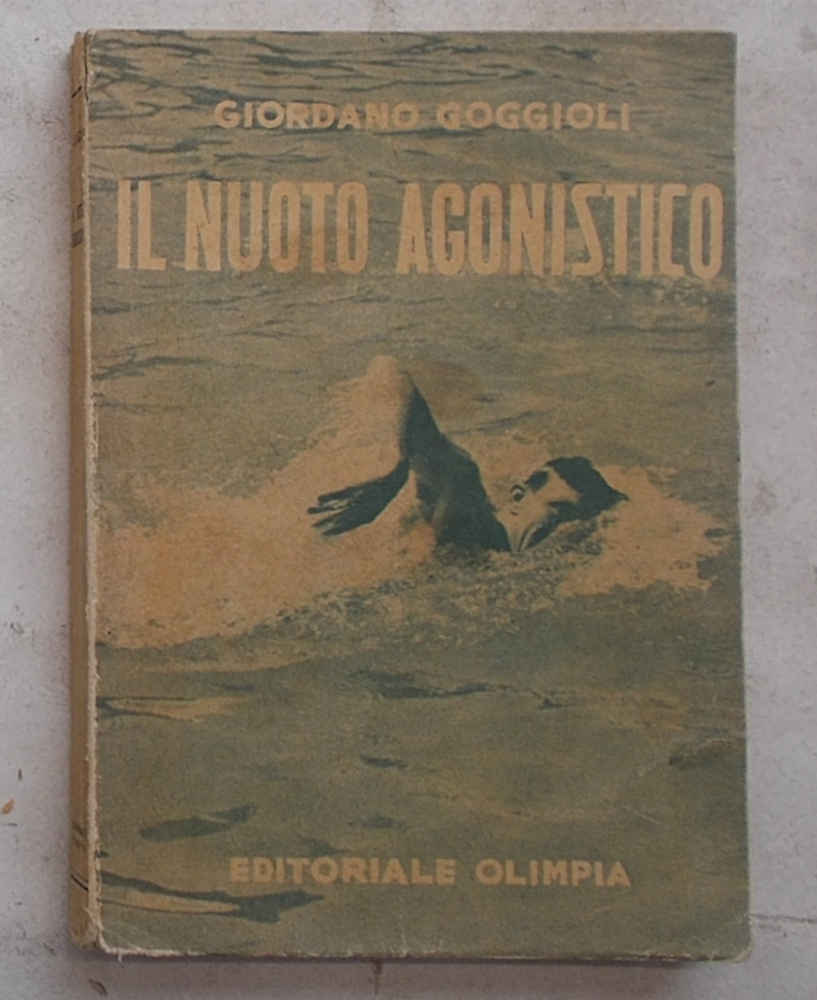 GIORDANO GOGGIOLI
IL NUOTO AGONISTICO
EDITORIALE OLIMPIA